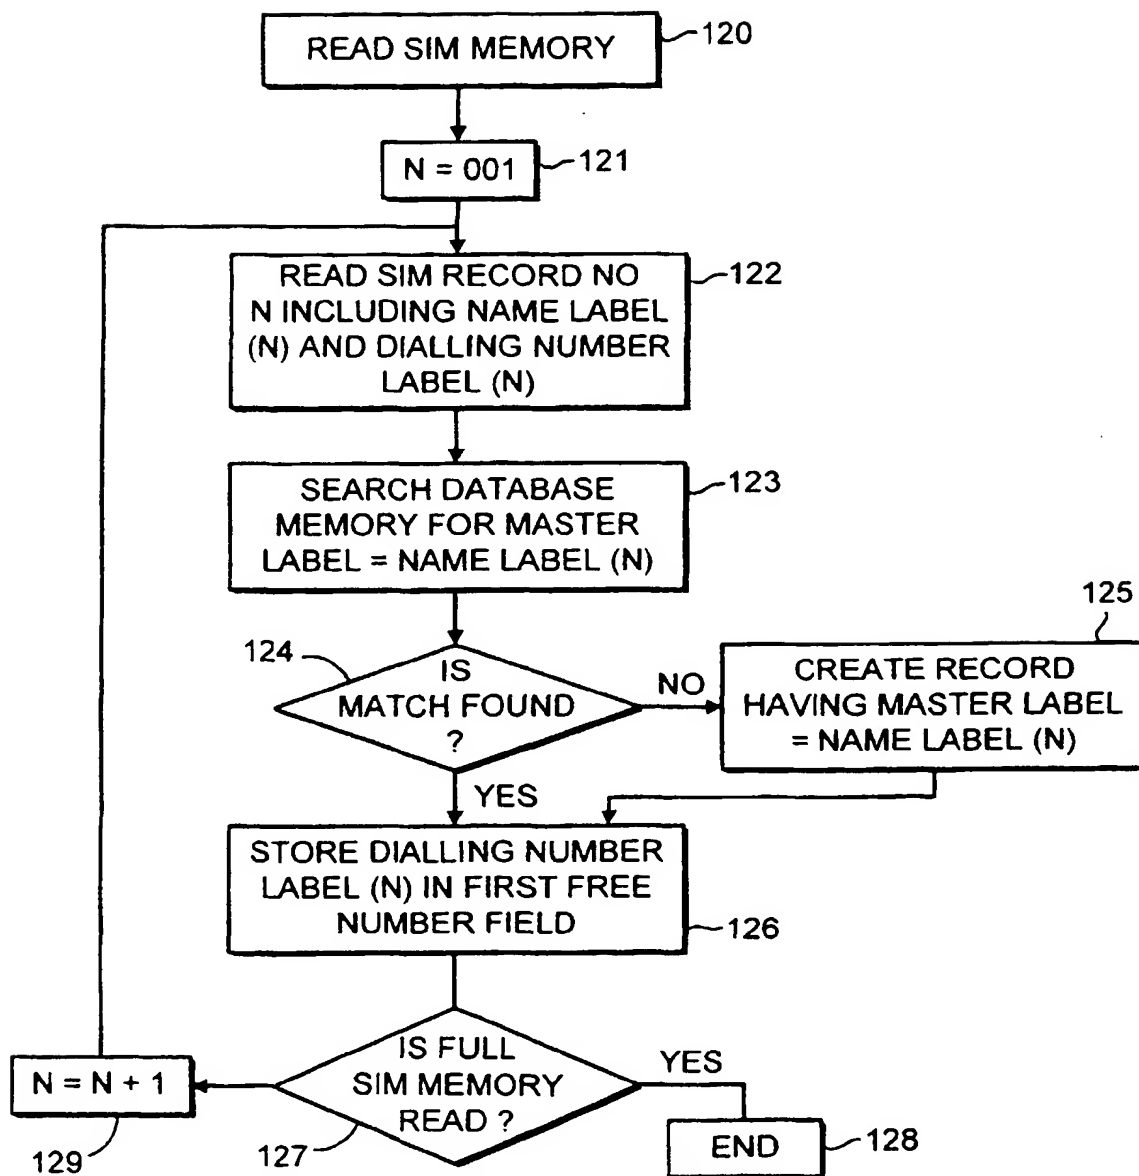 READ SIM MEMORY
120
N = 001
121
READ SIM RECORD NO
N INCLUDING NAME LABEL
(N) AND DIALLING NUMBER
LABEL (N)
122
SEARCH DATABASE
MEMORY FOR MASTER
LABEL = NAME LABEL (N)
123
124
IS
MATCH FOUND
?
NO
125
CREATE RECORD
HAVING MASTER LABEL
= NAME LABEL (N)
YES
STORE DIALLING NUMBER
LABEL (N) IN FIRST FREE
NUMBER FIELD
126
IS FULL
SIM MEMORY
READ ?
127
YES
END
128
N = N + 1
129